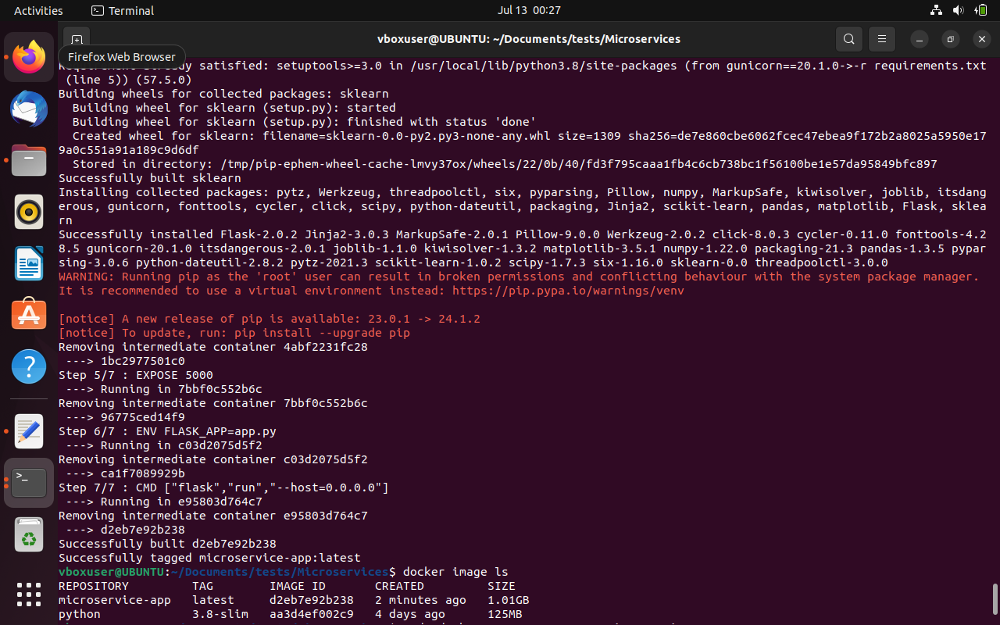 Activities
Terminal
Jul 13 00:27
vboxuser@UBUNTU: ~/Documents/tests/Microservices
Firefox Web Browser
satisfied: setuptools>=3.0 in /usr/local/lib/python3.8/site-packages (from gunicorn==20.1.0->-r requirements.txt
(line 5)) (57.5.0)
Building wheels for collected packages: sklearn
Building wheel for sklearn (setup.py): started
Building wheel for sklearn (setup.py): finished with status 'done'
Created wheel for sklearn: filename=sklearn-0.0-py2.py3-none-any.whl size=1309 sha256=de7e860cbe6062fcec47ebea9f172b2a8025a5950e17
9a0c551a91a189c9d6df
Stored in directory: /tmp/pip-ephem-wheel-cache-lmvy37ox/wheels/22/0b/40/fd3f795caaa1fb4c6cb738bc1f56100be1e57da95849bfc897
Successfully built sklearn
Installing collected packages: pytz, Werkzeug, threadpoolctl, six, pyparsing, Pillow, numpy, MarkupSafe, kiwisolver, joblib, itsdang
erous, gunicorn, fonttools, cycler, click, scipy, python-dateutil, packaging, Jinja2, scikit-learn, pandas, matplotlib, Flask, sklea
rn
Successfully installed Flask-2.0.2 Jinja2-3.0.3 MarkupSafe-2.0.1 Pillow-9.0.0 Werkzeug-2.0.2 click-8.0.3 cycler-0.11.0 fonttools-4.2
8.5 gunicorn-20.1.0 itsdangerous-2.0.1 joblib-1.1.0 kiwisolver-1.3.2 matplotlib-3.5.1 numpy-1.22.0 packaging-21.3 pandas-1.3.5 pypar
sing-3.0.6 python-dateutil-2.8.2 pytz-2021.3 scikit-learn-1.0.2 scipy-1.7.3 six-1.16.0 sklearn-0.0 threadpoolctl-3.0.0
WARNING: Running pip as the 'root' user can result in broken permissions and conflicting behaviour with the system package manager.
It is recommended to use a virtual environment instead: https://pip.pypa.io/warnings/venv
[notice] A new release of pip is available: 23.0.1 -> 24.1.2
[notice] To update, run: pip install --upgrade pip
Removing intermediate container 4abf2231fc28
---> 1bc2977501c0
Step 5/7 : EXPOSE 5000
---> Running in 7bbf0c552b6c
Removing intermediate container 7bbf0c552b6c
---> 96775ced14f9
Step 6/7 : ENV FLASK_APP=app.py
---> Running in c03d2075d5f2
Removing intermediate container c03d2075d5f2
---> ca1f7089929b
Step 7/7 : CMD ["flask","run","--host=0.0.0.0"]
---> Running in e95803d764c7
Removing intermediate container e95803d764c7
---> d2eb7e92b238
Successfully built d2eb7e92b238
Successfully tagged microservice-app:latest
vboxuser@UBUNTU:~/Documents/tests/Microservices$ docker image ls
REPOSITORY TAG IMAGE ID CREATED SIZE
microservice-app latest d2eb7e92b238 2 minutes ago 1.01GB
python 3.8-slim aa3d4ef002c9 4 days ago 125MB